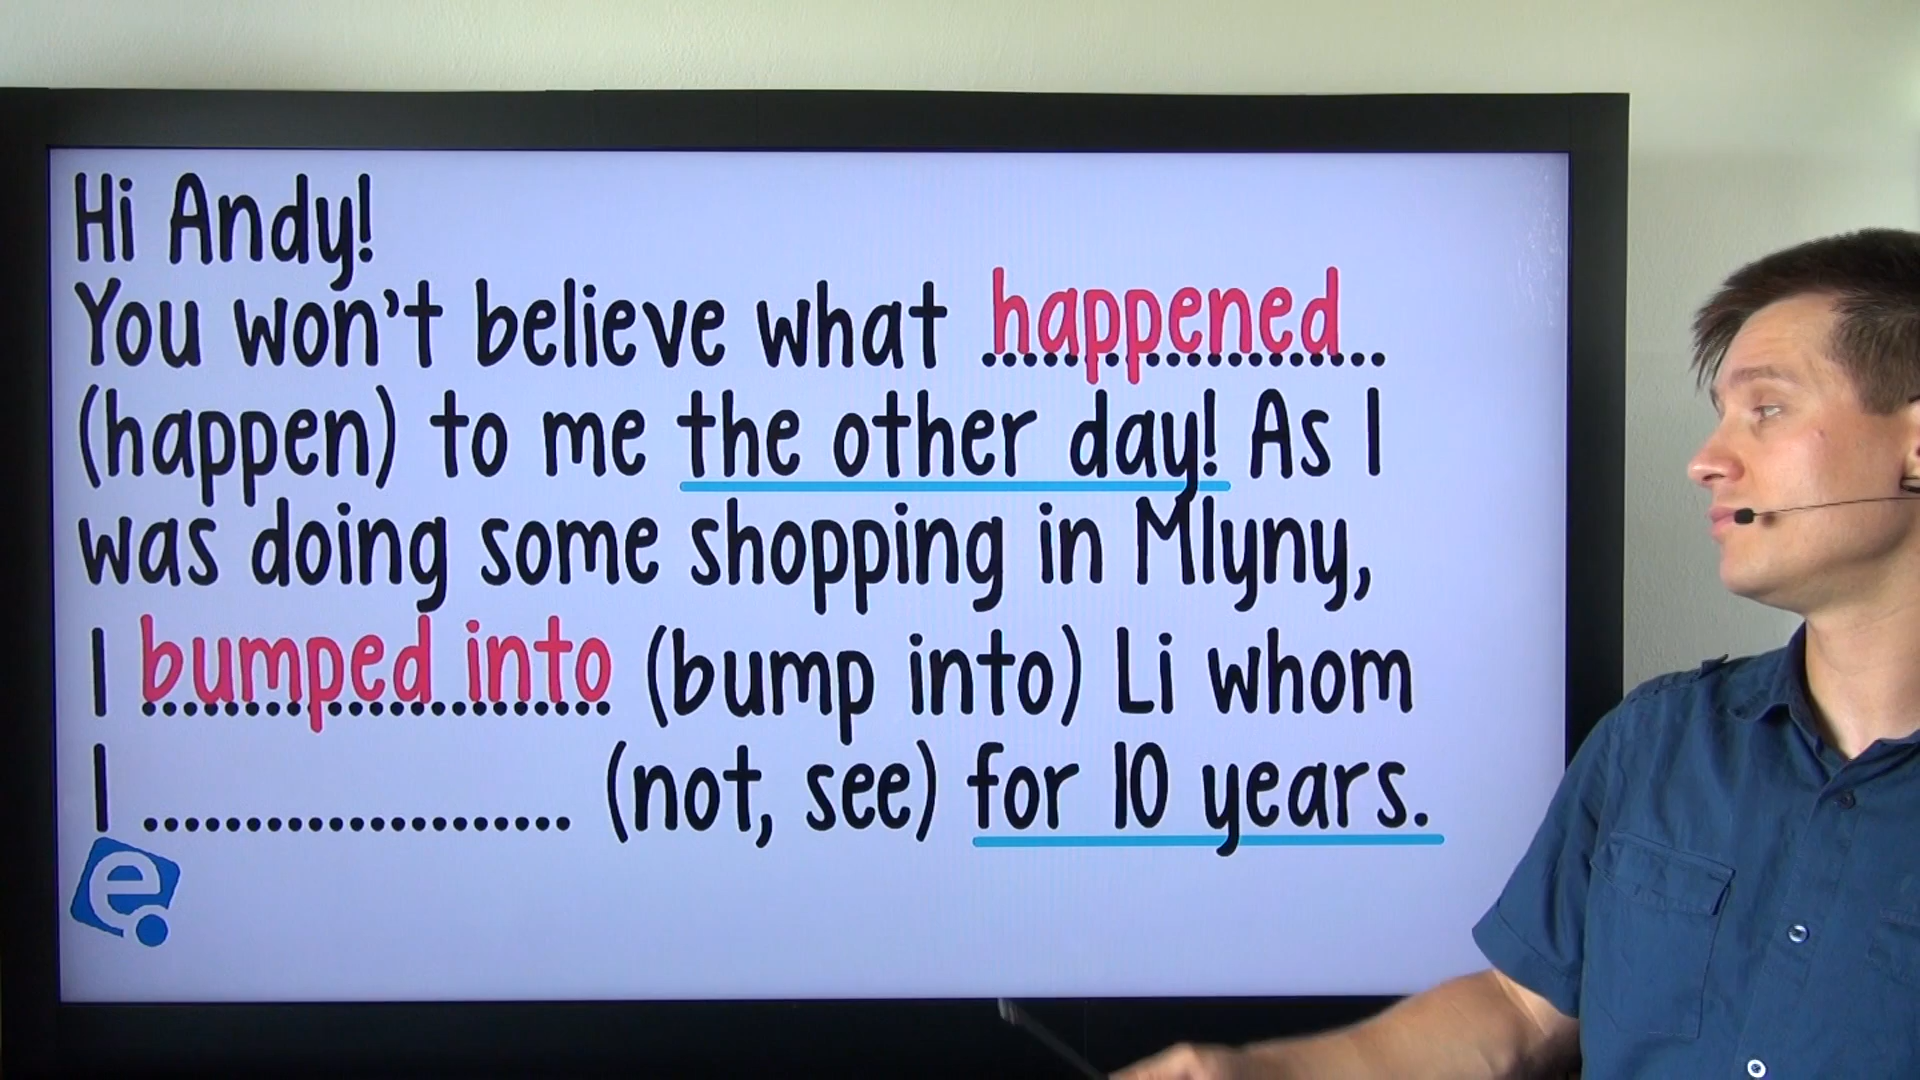 Hi Andy!
You won't believe what happened
(happen) to me the other day! As I
was doing some shopping in Mlyny,
I bumped into (bump into) Li whom
I .................... (not, see) for 10 years.
e.